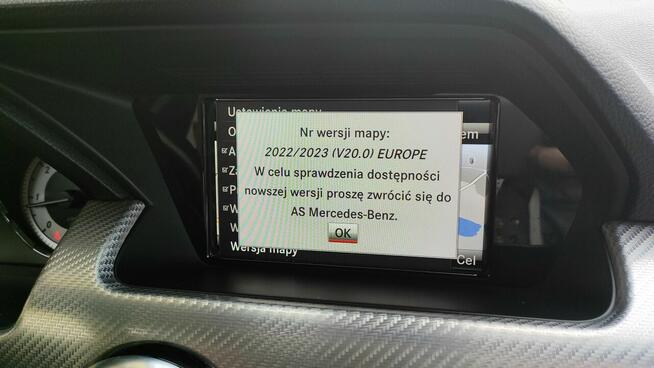 Ustawienia mapy
Nr wersji mapy:
2022/2023 (V20.0) EUROPE
W celu sprawdzenia dostępności
nowszej wersji proszę zwrócić się do
AS Mercedes-Benz.
OK
Wersja mapy
Cel